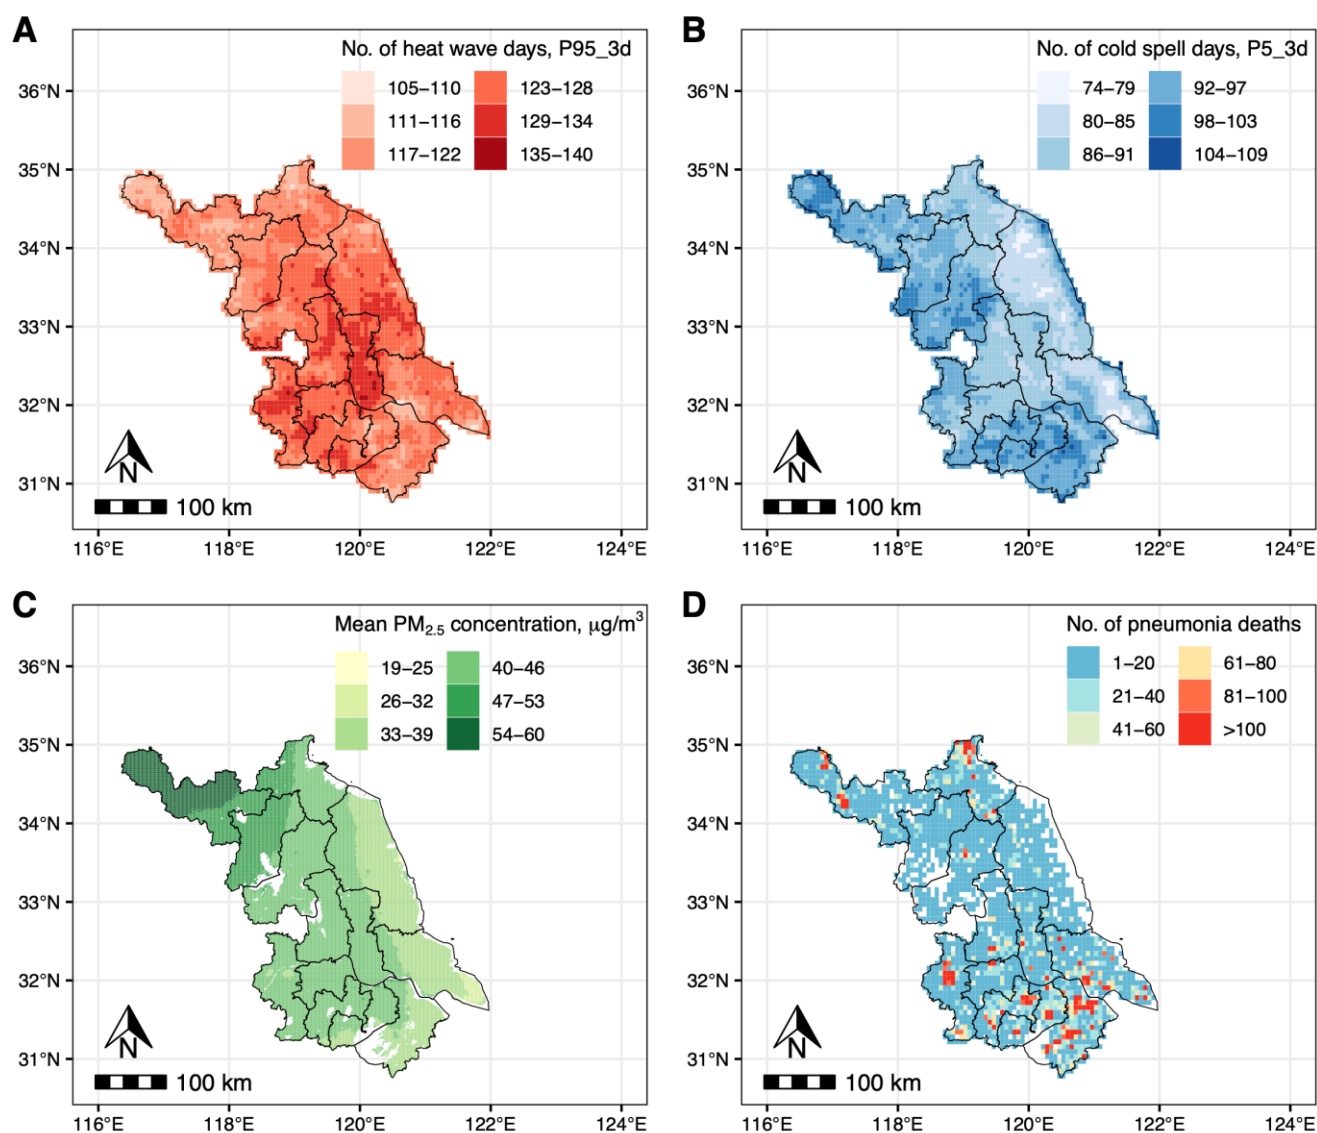 A
No. of heat wave days, P95_3d
105–110 123–128
111–116 129–134
117–122 135–140
36°N
35°N
34°N
33°N
32°N
31°N
N
100 km
116°E 118°E 120°E 122°E 124°E
B
No. of cold spell days, P5_3d
74–79 92–97
80–85 98–103
86–91 104–109
36°N
35°N
34°N
33°N
32°N
31°N
N
100 km
116°E 118°E 120°E 122°E 124°E
C
Mean PM2.5 concentration, μg/m3
19–25 40–46
26–32 47–53
33–39 54–60
36°N
35°N
34°N
33°N
32°N
31°N
N
100 km
116°E 118°E 120°E 122°E 124°E
D
No. of pneumonia deaths
1–20 61–80
21–40 81–100
41–60 >100
36°N
35°N
34°N
33°N
32°N
31°N
N
100 km
116°E 118°E 120°E 122°E 124°E